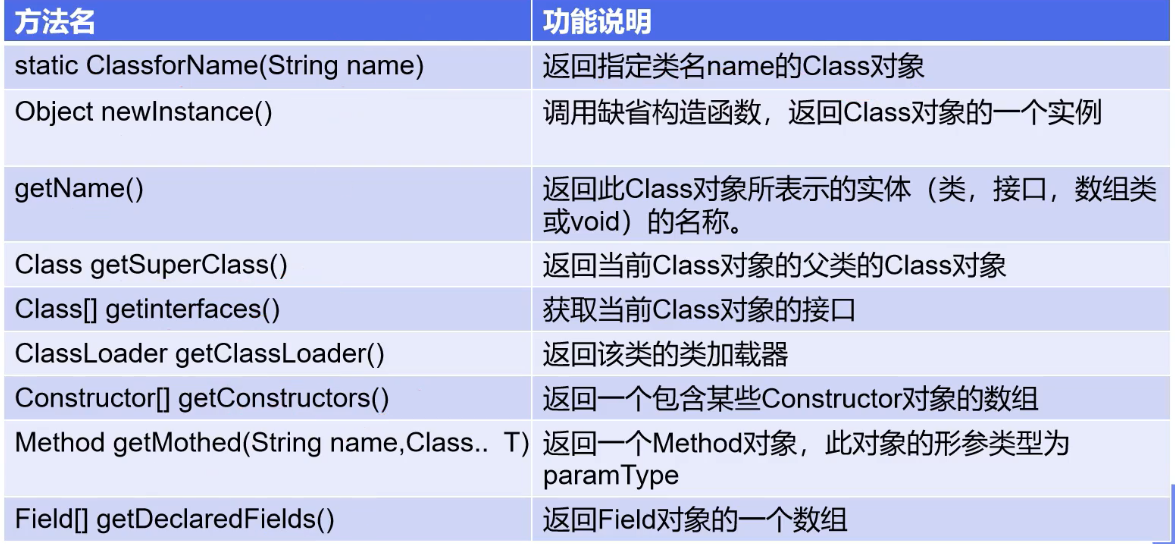 方法名 功能说明
static ClassforName(String name) 返回指定类名name的Class对象
Object newInstance() 调用缺省构造函数，返回Class对象的一个实例
getName() 返回此Class对象所表示的实体（类，接口，数组类
或void）的名称。
Class getSuperClass() 返回当前Class对象的父类的Class对象
Class[] getinterfaces() 获取当前Class对象的接口
ClassLoader getClassLoader() 返回该类的类加载器
Constructor[] getConstructors() 返回一个包含某些Constructor对象的数组
Method getMothed(String name,Class.. T) 返回一个Method对象，此对象的形参类型为
paramType
Field[] getDeclaredFields() 返回Field对象的一个数组